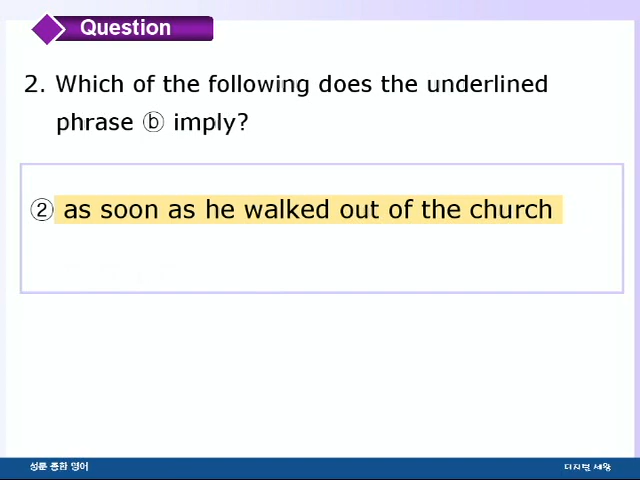 Question
2. Which of the following does the underlined
phrase ⓑ imply?
② as soon as he walked out of the church
성문 종합 영어
디지털 세왕